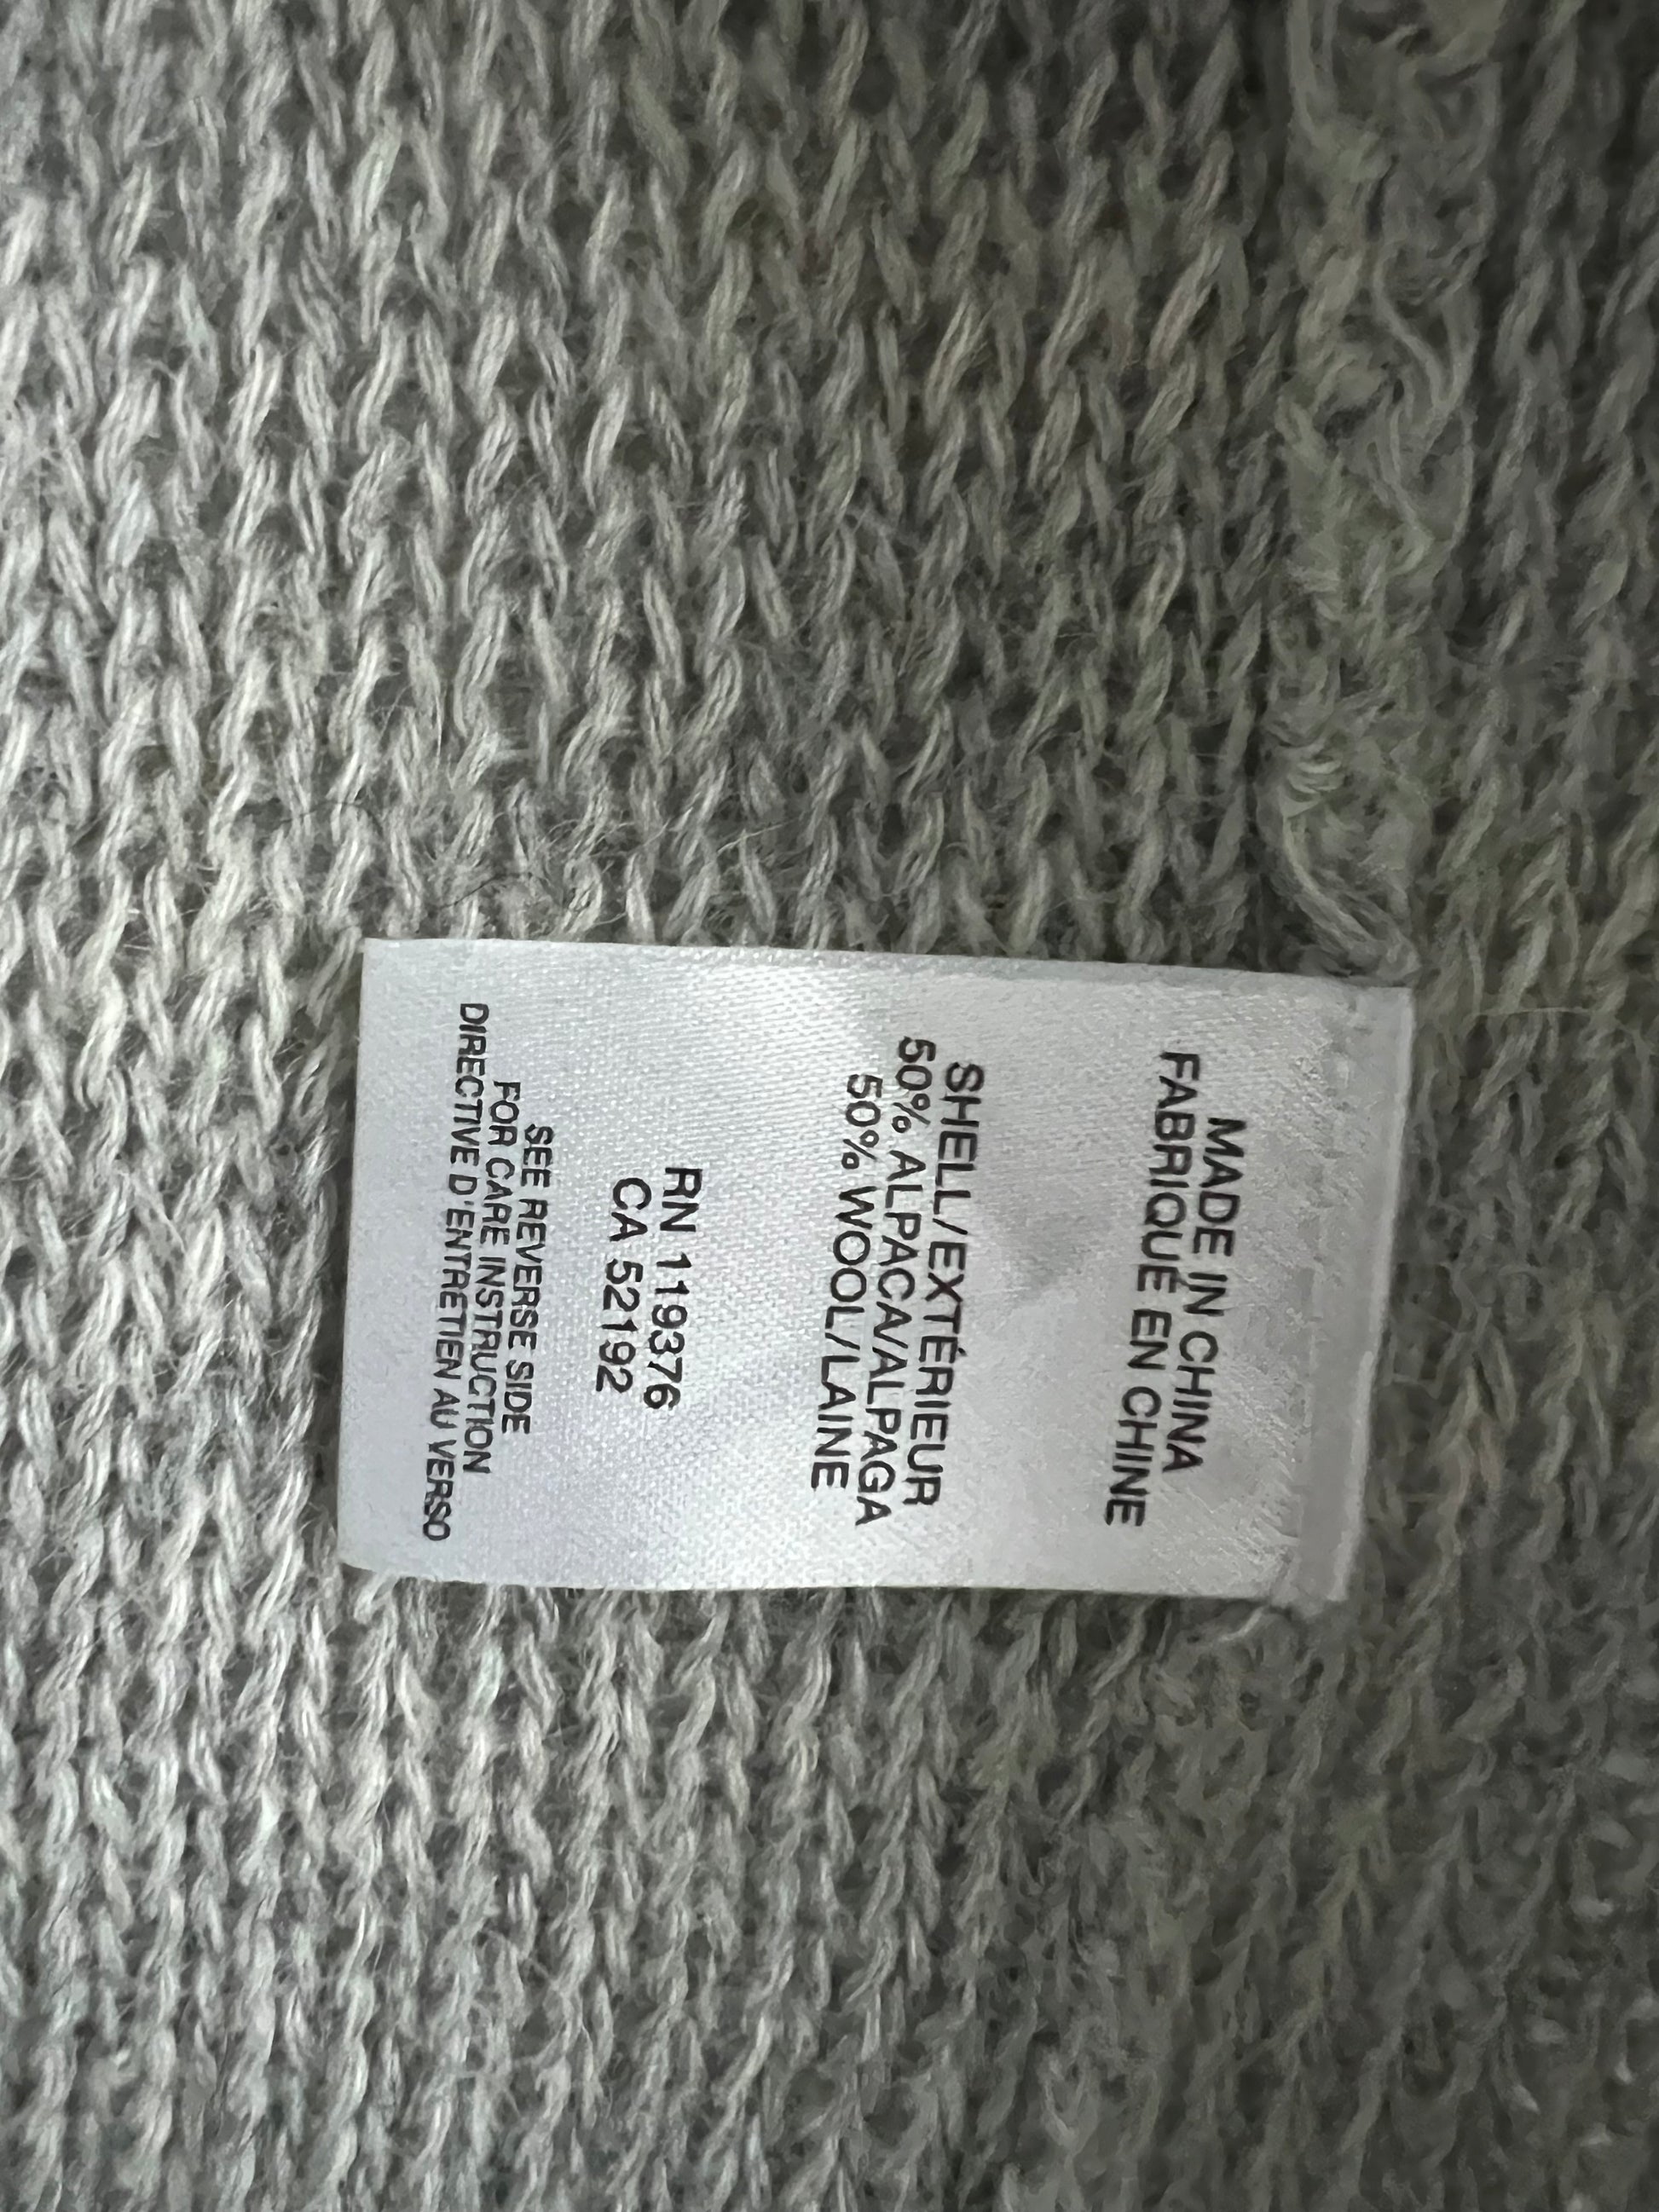 MADE IN CHINA
FABRIQUÉ EN CHINE
SHELL/EXTÉRIEUR
50% ALPACA/ALPAGA
50% WOOL/LAINE
RN 119376
CA 52192
SEE REVERSE SIDE
FOR CARE INSTRUCTION
DIRECTIVE D'ENTRETIEN AU VERSO